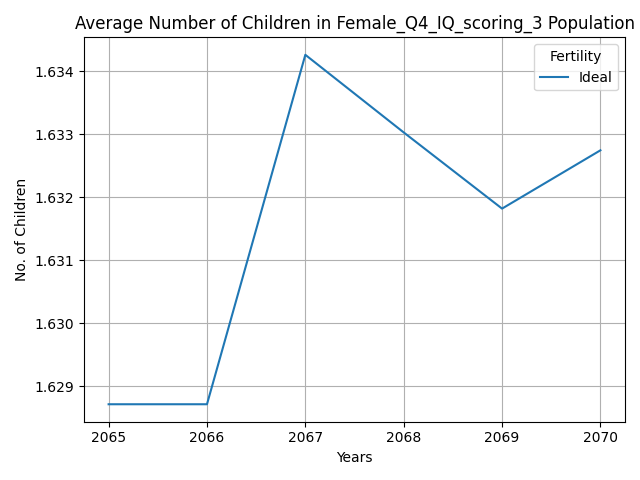 Average Number of Children in Female_Q4_IQ_scoring_3 Population
Fertility
Ideal
No. of Children
1.634
1.633
1.632
1.631
1.630
1.629
2065 2066 2067 2068 2069 2070
Years